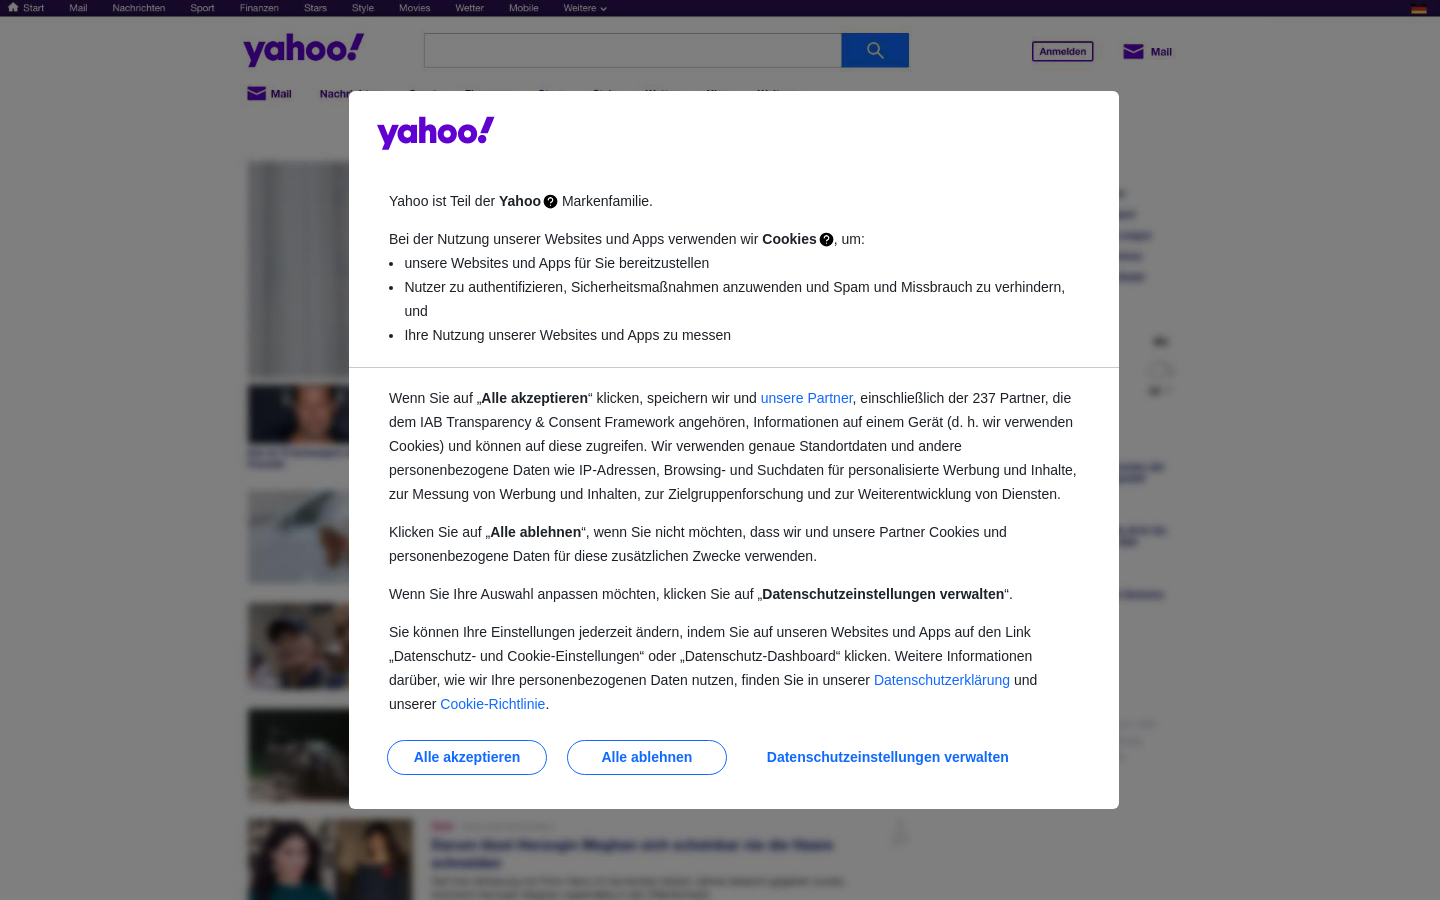 Start Mail Nachrichten Sport Finanzen Stars Style Movies Wetter Mobile Weitere
yahoo!
Anmelden
Mail
Mail
yahoo!
Yahoo ist Teil der Yahoo Markenfamilie.
Bei der Nutzung unserer Websites und Apps verwenden wir Cookies, um:
• unsere Websites und Apps für Sie bereitzustellen
• Nutzer zu authentifizieren, Sicherheitsmaßnahmen anzuwenden und Spam und Missbrauch zu verhindern,
und
• Ihre Nutzung unserer Websites und Apps zu messen
Wenn Sie auf „Alle akzeptieren“ klicken, speichern wir und unsere Partner, einschließlich der 237 Partner, die
dem IAB Transparency & Consent Framework angehören, Informationen auf einem Gerät (d. h. wir verwenden
Cookies) und können auf diese zugreifen. Wir verwenden genaue Standortdaten und andere
personenbezogene Daten wie IP-Adressen, Browsing- und Suchdaten für personalisierte Werbung und Inhalte,
zur Messung von Werbung und Inhalten, zur Zielgruppenforschung und zur Weiterentwicklung von Diensten.
Klicken Sie auf „Alle ablehnen“, wenn Sie nicht möchten, dass wir und unsere Partner Cookies und
personenbezogene Daten für diese zusätzlichen Zwecke verwenden.
Wenn Sie Ihre Auswahl anpassen möchten, klicken Sie auf „Datenschutzeinstellungen verwalten“.
Sie können Ihre Einstellungen jederzeit ändern, indem Sie auf unseren Websites und Apps auf den Link
„Datenschutz- und Cookie-Einstellungen“ oder „Datenschutz-Dashboard“ klicken. Weitere Informationen
darüber, wie wir Ihre personenbezogenen Daten nutzen, finden Sie in unserer Datenschutzerklärung und
unserer Cookie-Richtlinie.
Alle akzeptieren Alle ablehnen Datenschutzeinstellungen verwalten
Darum lässt Herzogin Meghan sich scheinbar nie die Haare
schneiden